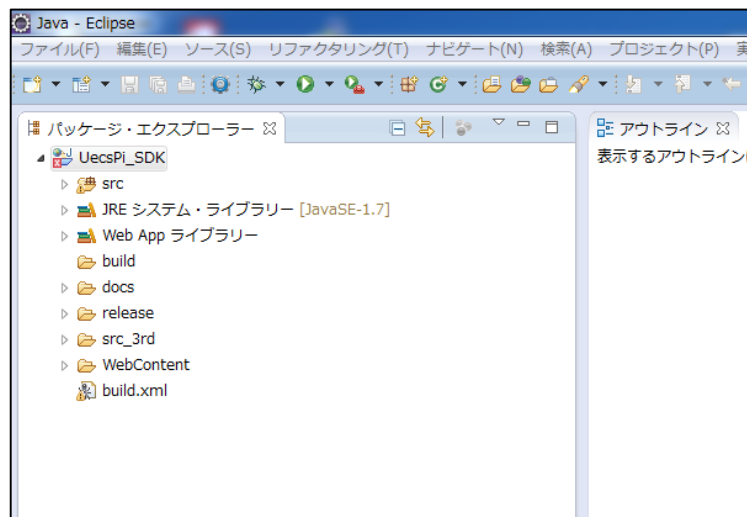 Java - Eclipse
ファイル(F) 編集(E) ソース(S) リファクタリング(T) ナビゲート(N) 検索(A) プロジェクト(P) 実
パッケージ・エクスプローラー
アウトライン
UecsPi_SDK
表示するアウトライン
src
JRE システム・ライブラリー [JavaSE-1.7]
Web App ライブラリー
build
docs
release
src_3rd
WebContent
build.xml